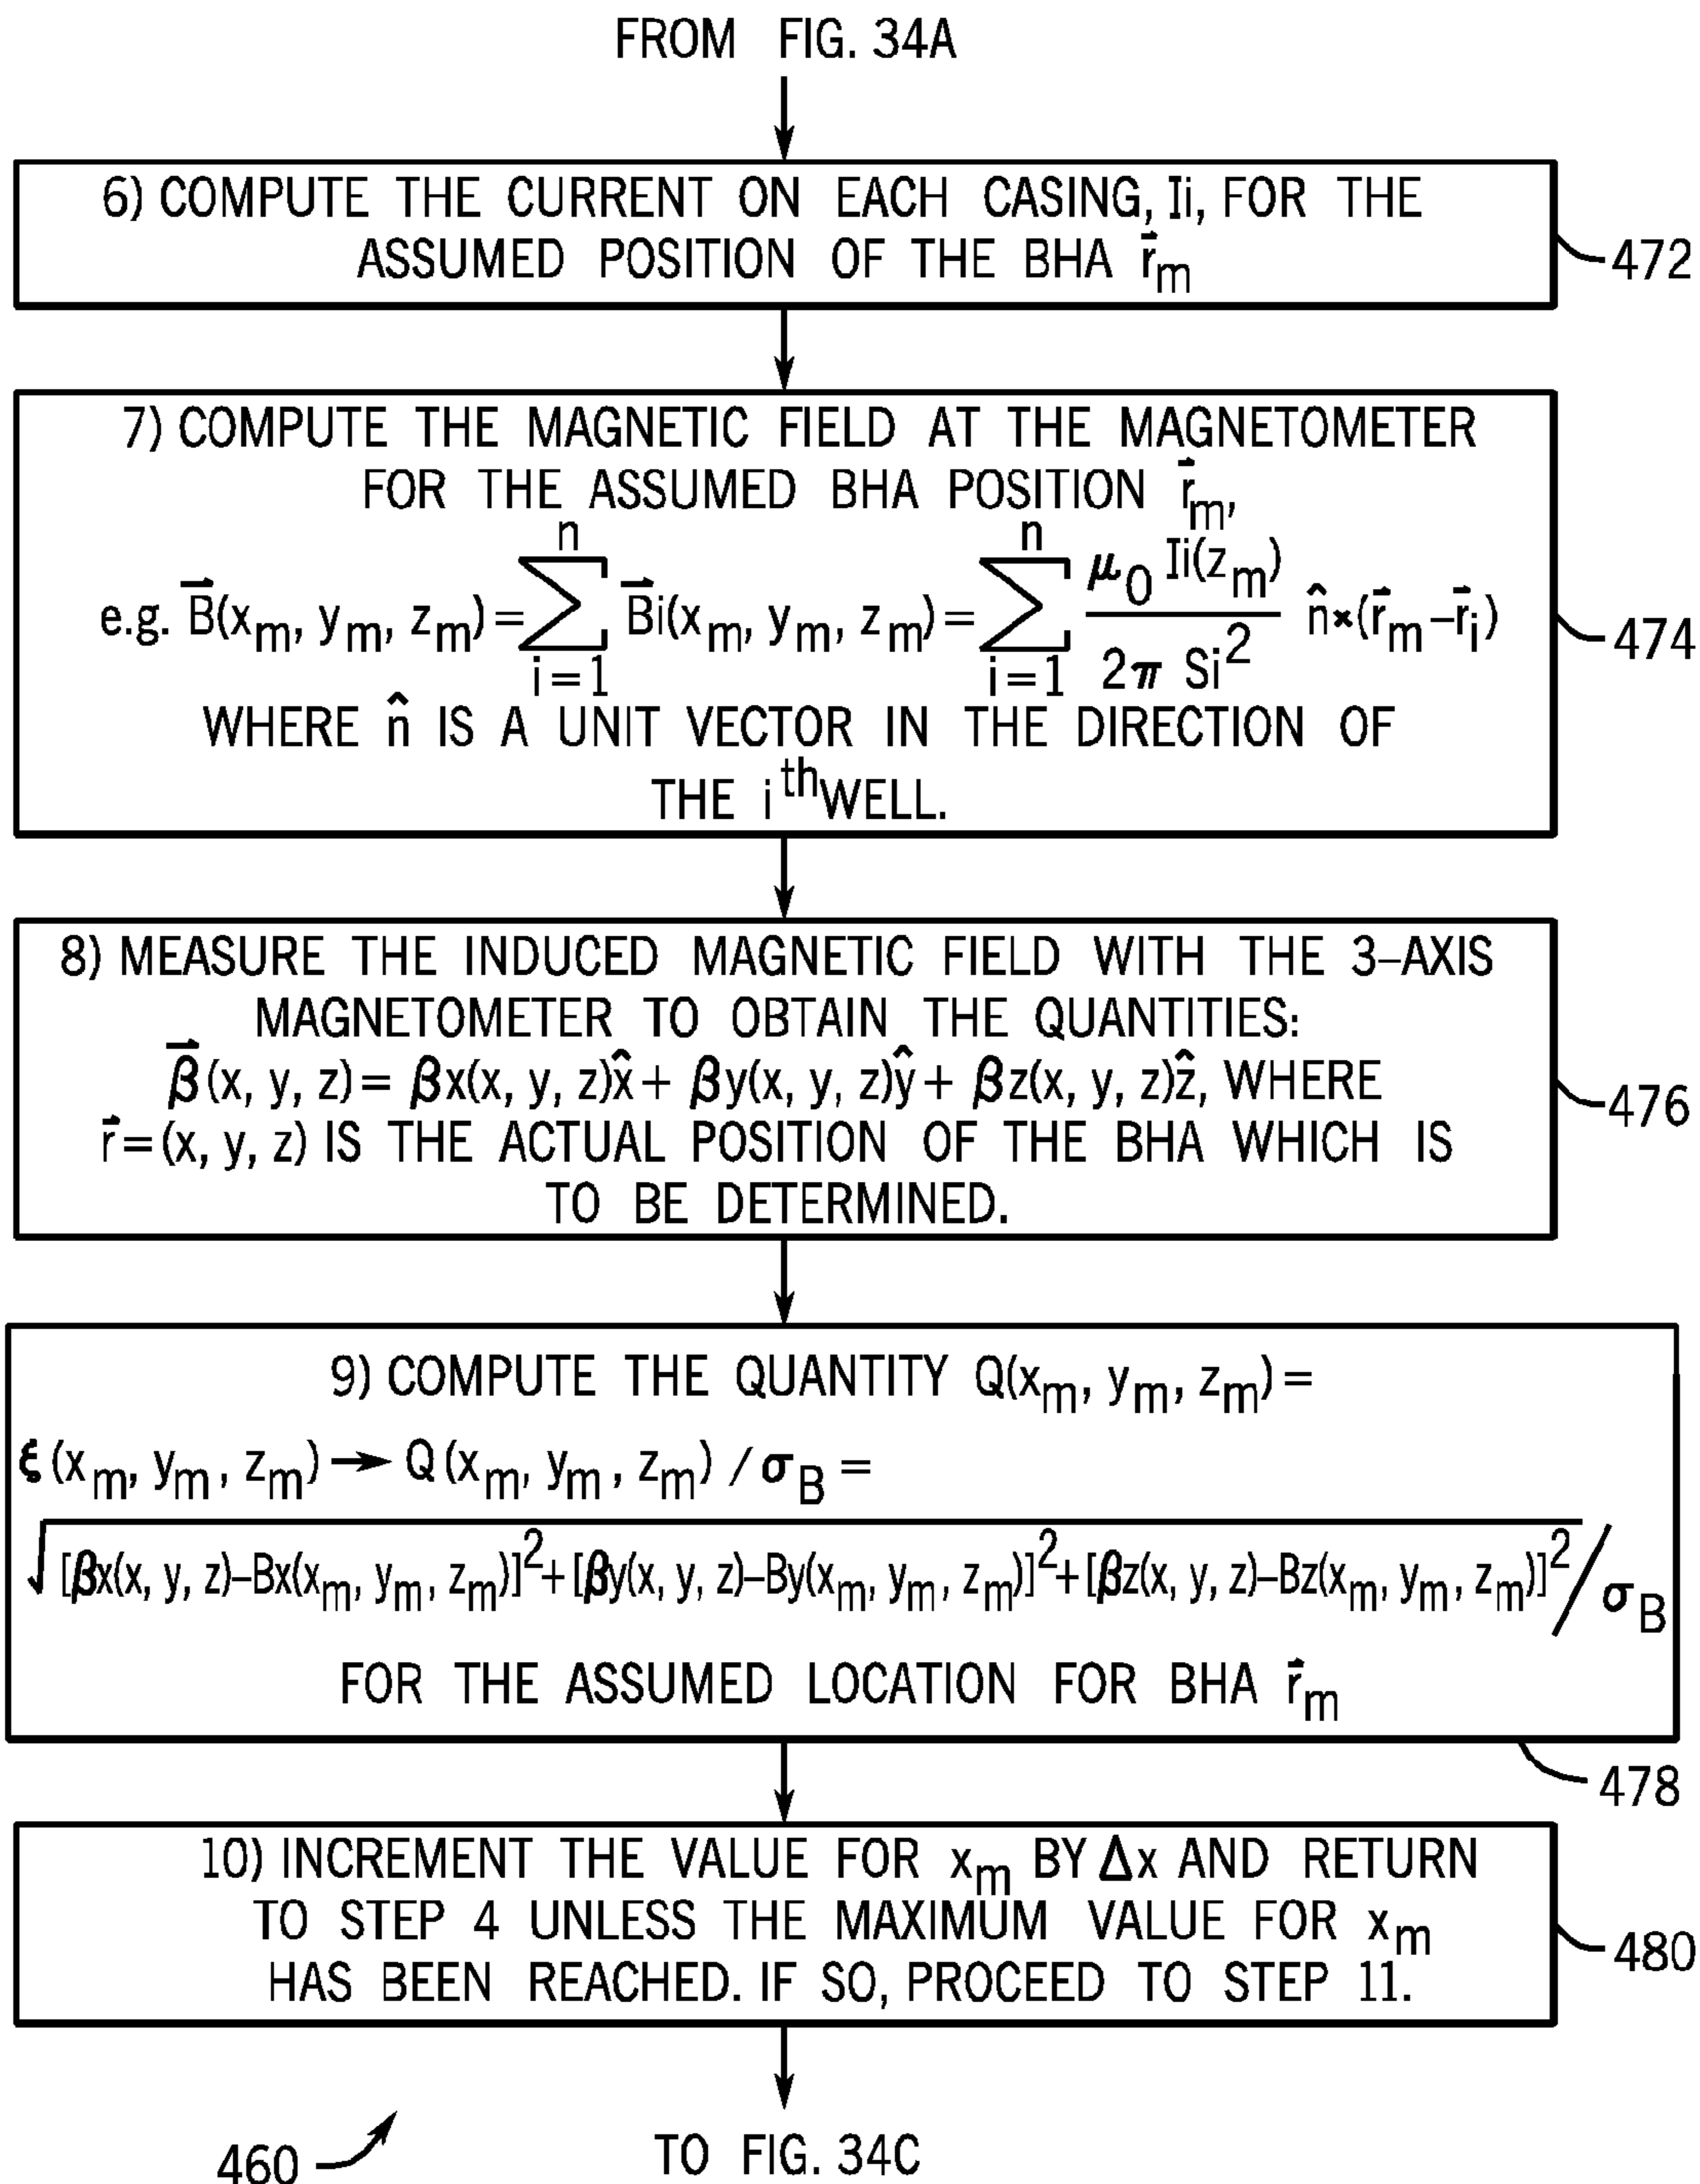 FROM FIG. 34A
6) COMPUTE THE CURRENT ON EACH CASING, Ii, FOR THE
ASSUMED POSITION OF THE BHA r⃗m
472
7) COMPUTE THE MAGNETIC FIELD AT THE MAGNETOMETER
FOR THE ASSUMED BHA POSITION r⃗m,
e.g. B⃗(xm, ym, zm) = ∑_{i=1}^{n} B⃗i(xm, ym, zm) = ∑_{i=1}^{n} μ0 Ii(zm) / 2π Si² n̂×(r⃗m–r⃗i)
WHERE n̂ IS A UNIT VECTOR IN THE DIRECTION OF
THE i^th WELL.
474
8) MEASURE THE INDUCED MAGNETIC FIELD WITH THE 3–AXIS
MAGNETOMETER TO OBTAIN THE QUANTITIES:
β⃗(x, y, z) = βx(x, y, z)x̂ + βy(x, y, z)ŷ + βz(x, y, z)ẑ, WHERE
r⃗=(x, y, z) IS THE ACTUAL POSITION OF THE BHA WHICH IS
TO BE DETERMINED.
476
9) COMPUTE THE QUANTITY Q(xm, ym, zm) =
ξ(xm, ym, zm) → Q(xm, ym, zm) / σB =
√[βx(x, y, z)–Bx(xm, ym, zm)]²+[βy(x, y, z)–By(xm, ym, zm)]²+[βz(x, y, z)–Bz(xm, ym, zm)]² / σB
FOR THE ASSUMED LOCATION FOR BHA r⃗m
478
10) INCREMENT THE VALUE FOR xm BY Δx AND RETURN
TO STEP 4 UNLESS THE MAXIMUM VALUE FOR xm
HAS BEEN REACHED. IF SO, PROCEED TO STEP 11.
480
460
TO FIG. 34C